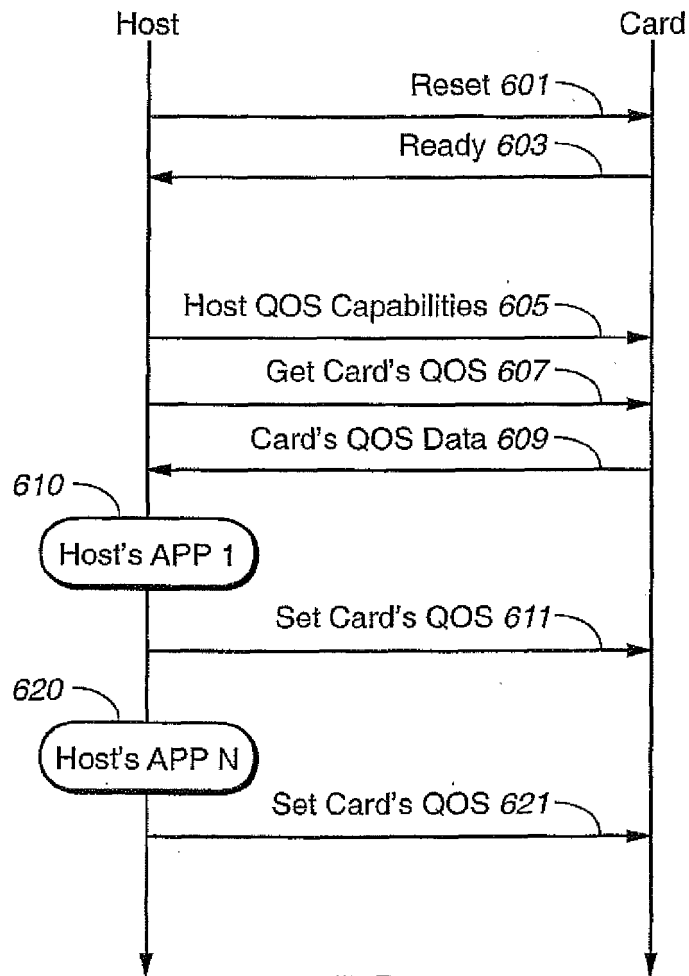 Host Card
Reset 601
Ready 603
Host QOS Capabilities 605
Get Card's QOS 607
Card's QOS Data 609
610
Host's APP 1
Set Card's QOS 611
620
Host's APP N
Set Card's QOS 621